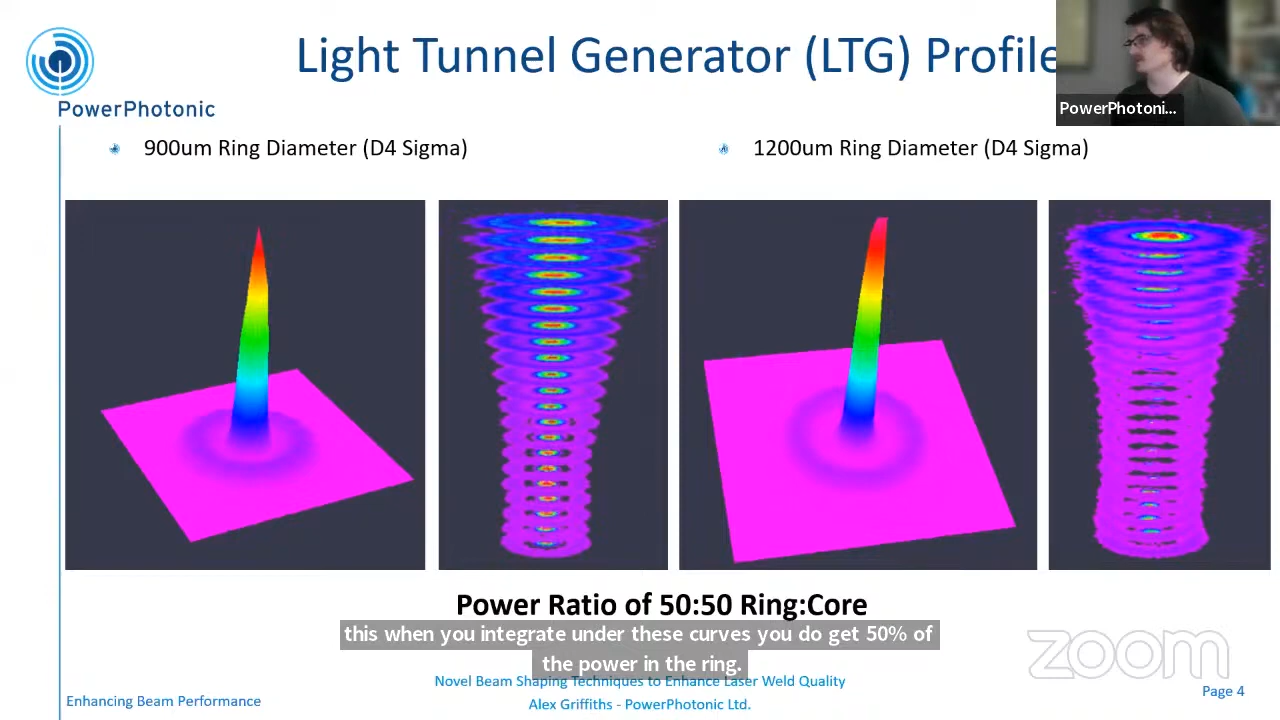 Light Tunnel Generator (LTG) Profile
PowerPhotonic
PowerPhotoni...
900um Ring Diameter (D4 Sigma)
1200um Ring Diameter (D4 Sigma)
Power Ratio of 50:50 Ring:Core
this when you integrate under these curves you do get 50% of
the power in the ring.
zoom
Novel Beam Shaping Techniques to Enhance Laser Weld Quality
Enhancing Beam Performance
Alex Griffiths - PowerPhotonic Ltd.
Page 4